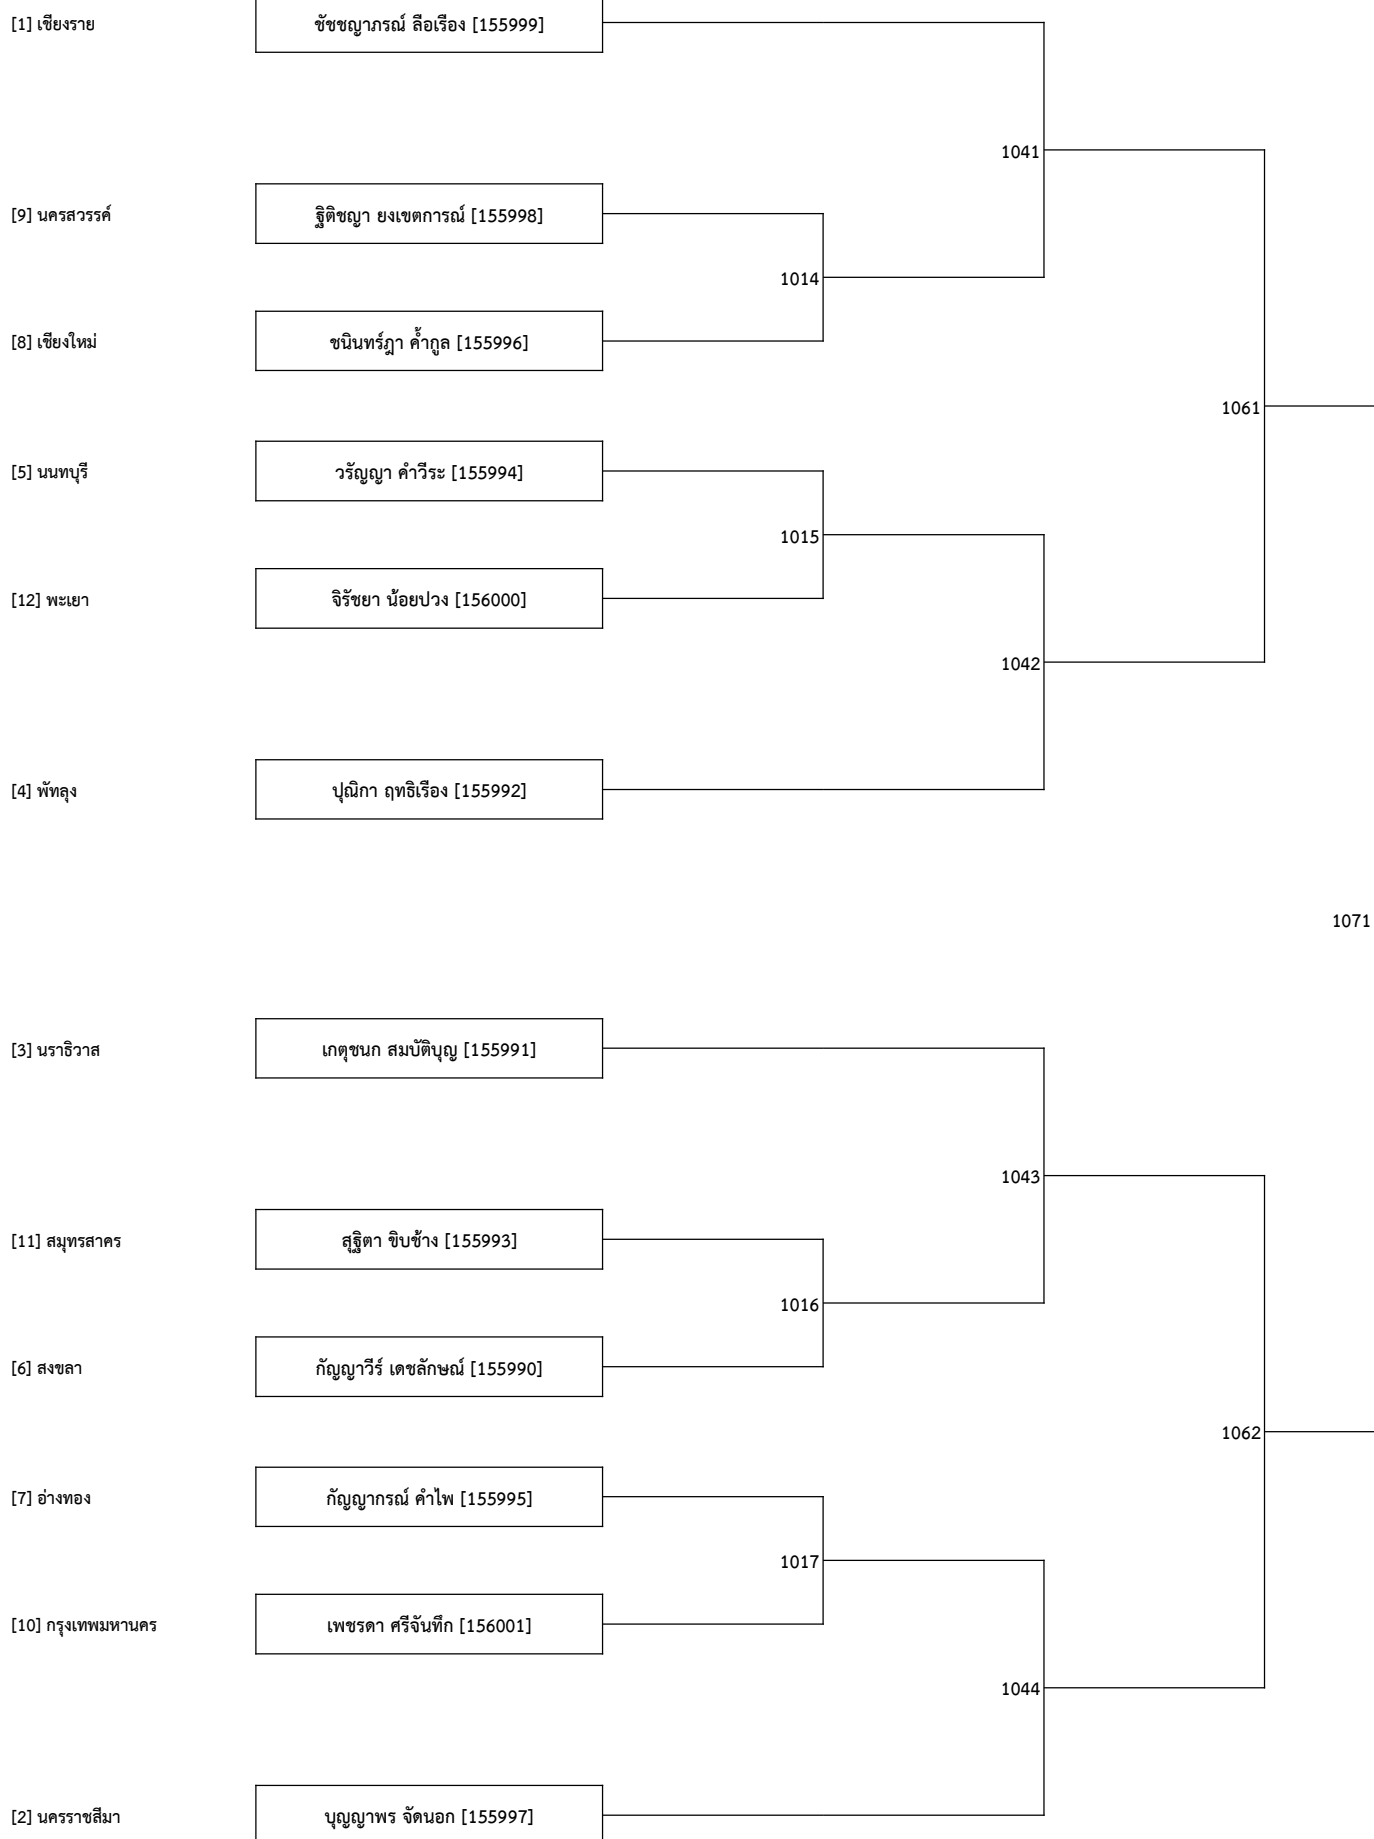 [1] เชียงราย ชัชชญาภรณ์ ลือเรือง [155999]
1041
[9] นครสวรรค์ ฐิติชญา ยงเขตการณ์ [155998]
1014
[8] เชียงใหม่ ชนินทร์ฎา ค้ำกูล [155996]
1061
[5] นนทบุรี วรัญญา คำวีระ [155994]
1015
[12] พะเยา จิรัชยา น้อยปวง [156000]
1042
[4] พัทลุง ปุณิกา ฤทธิเรือง [155992]
1071
[3] นราธิวาส เกตุชนก สมบัติบุญ [155991]
1043
[11] สมุทรสาคร สุฐิตา ขิบช้าง [155993]
1016
[6] สงขลา กัญญาวีร์ เดชลักษณ์ [155990]
1062
[7] อ่างทอง กัญญากรณ์ คำไพ [155995]
1017
[10] กรุงเทพมหานคร เพชรดา ศรีจันทึก [156001]
1044
[2] นครราชสีมา บุญญาพร จัดนอก [155997]